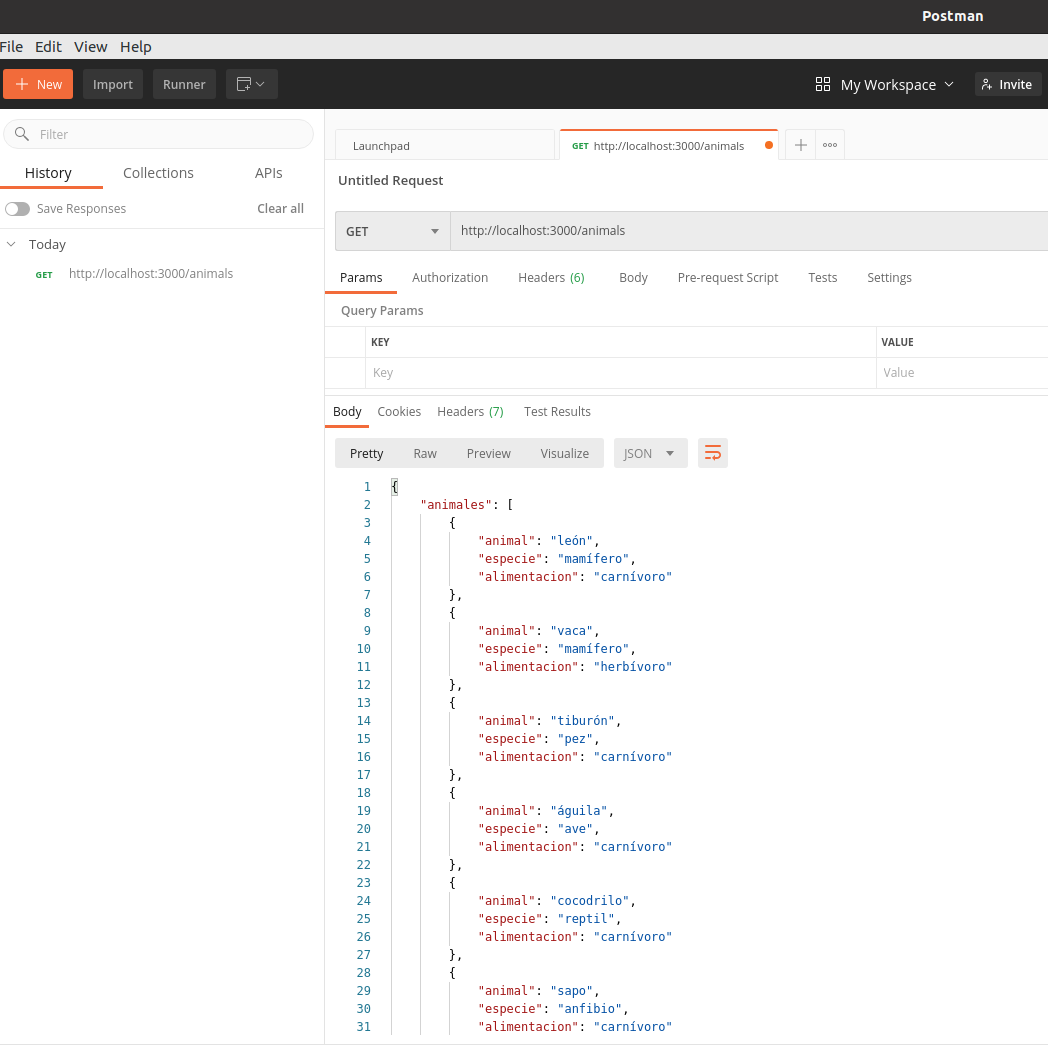 Postman
File Edit View Help
+ New Import Runner My Workspace Invite
Filter
History Collections APIs
Save Responses Clear all
Today
GET http://localhost:3000/animals
Launchpad GET http://localhost:3000/animals
Untitled Request
GET http://localhost:3000/animals
Params Authorization Headers (6) Body Pre-request Script Tests Settings
Query Params
KEY VALUE
Key Value
Body Cookies Headers (7) Test Results
Pretty Raw Preview Visualize JSON
1 {
2 "animales": [
3 {
4 "animal": "león",
5 "especie": "mamífero",
6 "alimentacion": "carnívoro"
7 },
8 {
9 "animal": "vaca",
10 "especie": "mamífero",
11 "alimentacion": "herbívoro"
12 },
13 {
14 "animal": "tiburón",
15 "especie": "pez",
16 "alimentacion": "carnívoro"
17 },
18 {
19 "animal": "águila",
20 "especie": "ave",
21 "alimentacion": "carnívoro"
22 },
23 {
24 "animal": "cocodrilo",
25 "especie": "reptil",
26 "alimentacion": "carnívoro"
27 },
28 {
29 "animal": "sapo",
30 "especie": "anfibio",
31 "alimentacion": "carnívoro"